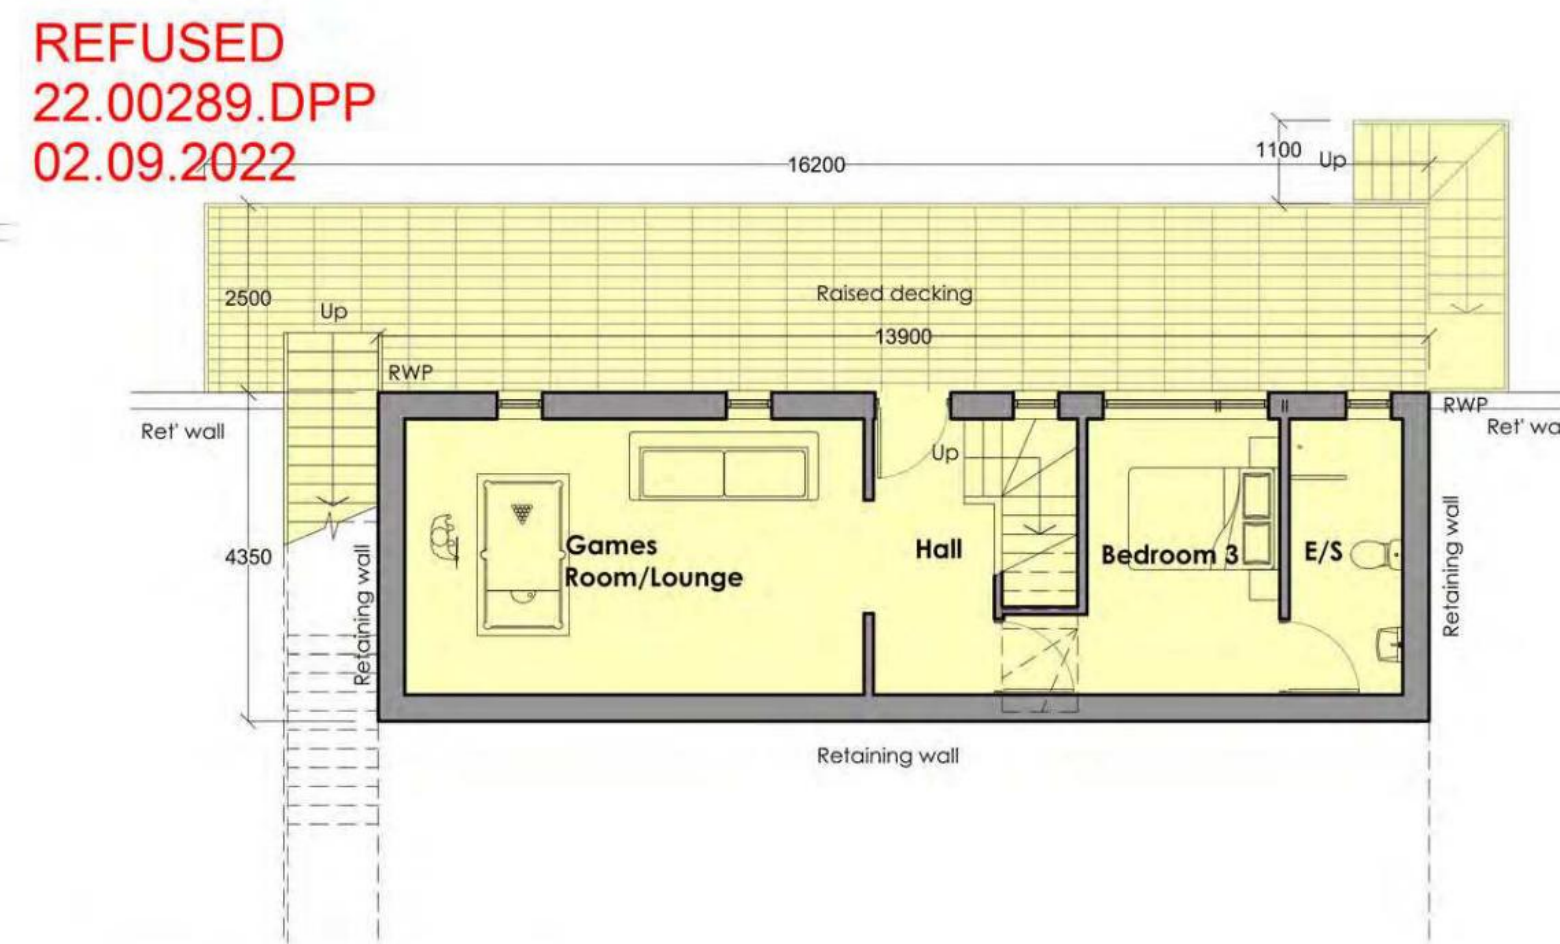 REFUSED
22.00289.DPP
02.09.2022
16200
1100
Up
2500
Up
Raised decking
13900
RWP
RWP
Ret' wall
Ret' wa
Up
4350
Games
Room/Lounge
Hall
Bedroom 3
E/S
Retaining wall
Retaining wall
Retaining wall